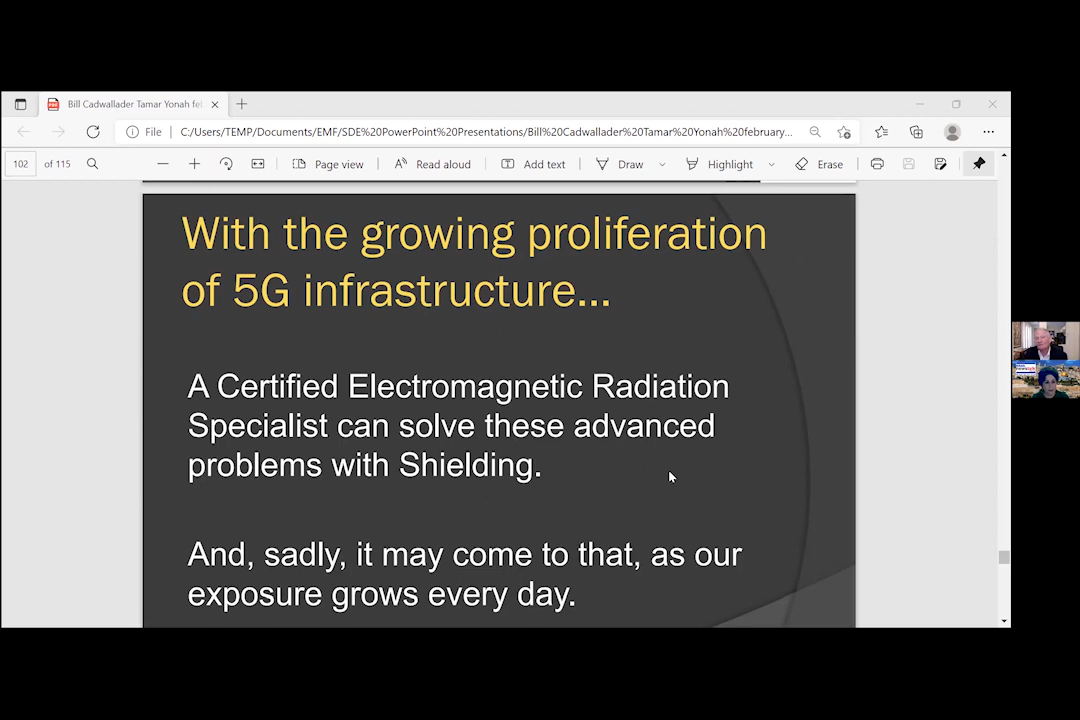 Bill Cadwallader Tamar Yonah fe
File
C:/Users/TEMP/Documents/EMF/SDE%20PowerPoint%20Presentations/Bill%20Cadwallader%20Tamar%20Yonah%20february...
102 of 115
Page view
Read aloud
Add text
Draw
Highlight
Erase
With the growing proliferation
of 5G infrastructure...
A Certified Electromagnetic Radiation
Specialist can solve these advanced
problems with Shielding.
And, sadly, it may come to that, as our
exposure grows every day.